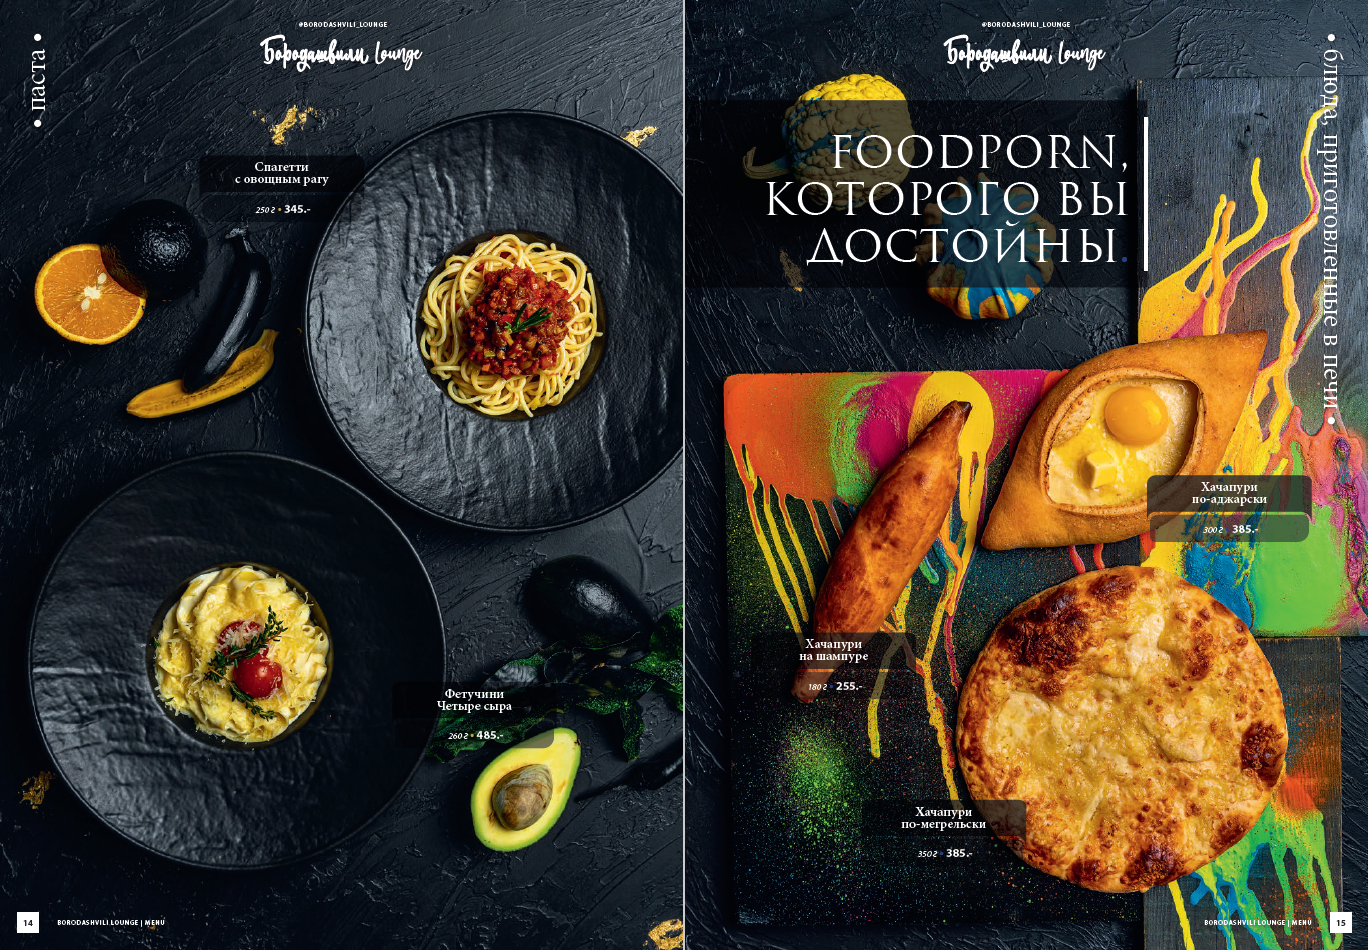 @BORODASHVILI_LOUNGE
Бородашвили Lounge
• паста •
Спагетти
с овощным рагу
250 г • 345.-
Фетучини
Четыре сыра
260 г • 485.-
14
BORODASHVILI LOUNGE | MENU
@BORODASHVILI_LOUNGE
Бородашвили Lounge
• блюда, приготовленные в печи •
FOODPORN,
КОТОРОГО ВЫ
ДОСТОЙНЫ.
Хачапури
по-аджарски
300 г • 385.-
Хачапури
на шампуре
180 г • 255.-
Хачапури
по-мегрельски
350 г • 385.-
BORODASHVILI LOUNGE | MENU
15